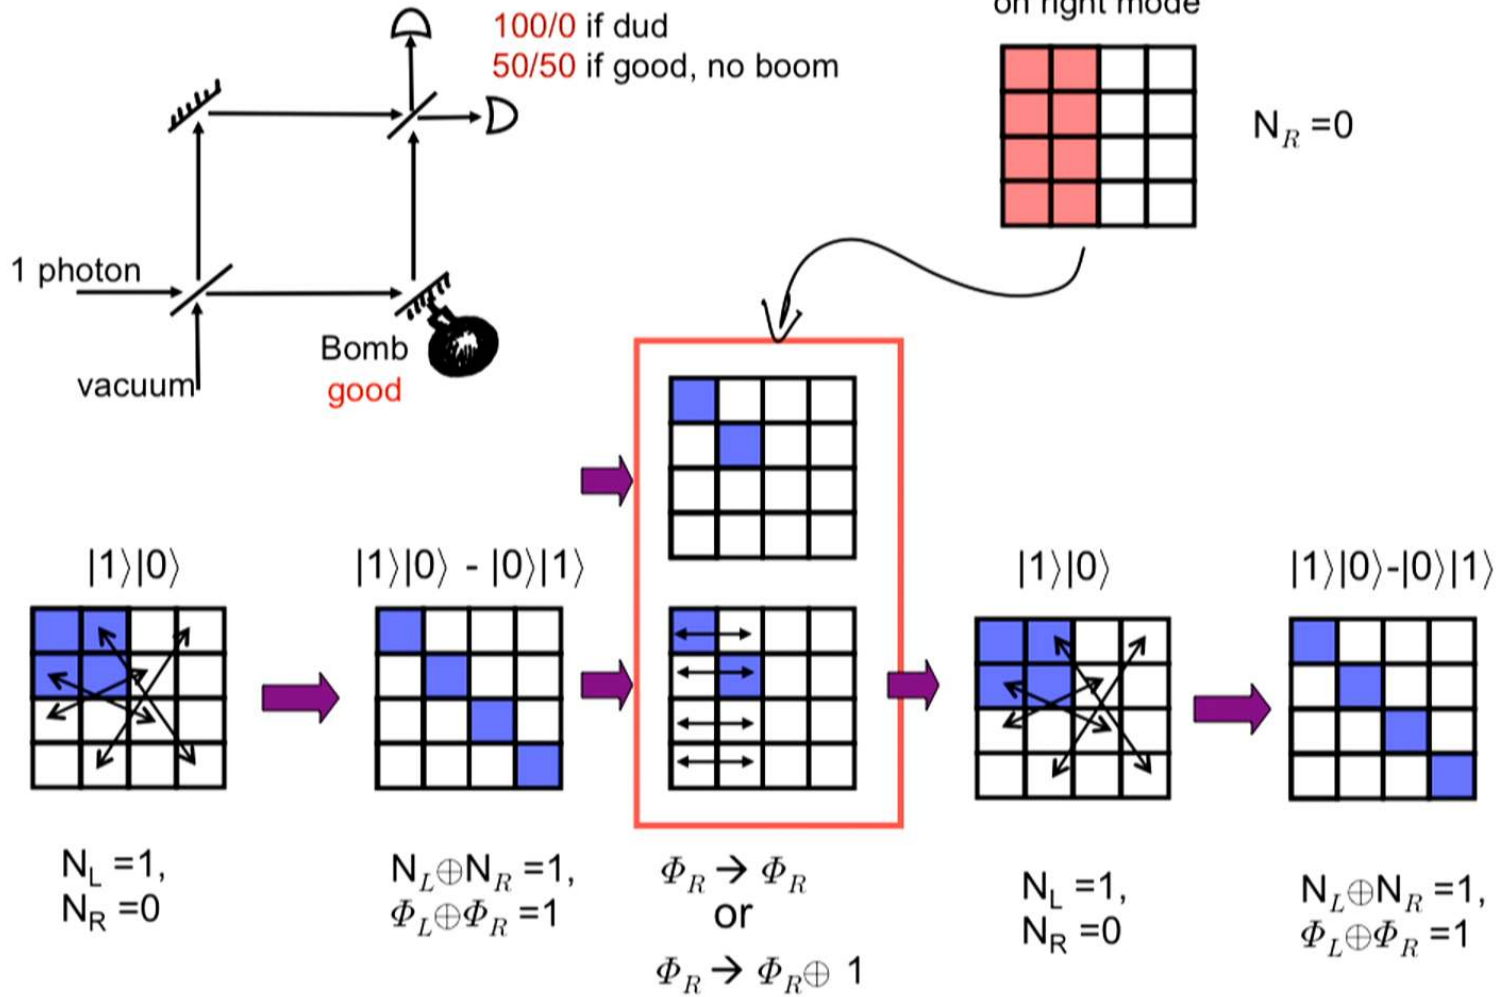 on right mode
100/0 if dud
50/50 if good, no boom
N_R =0
1 photon
Bomb
good
vacuum
|1⟩|0⟩
|1⟩|0⟩ - |0⟩|1⟩
|1⟩|0⟩
|1⟩|0⟩-|0⟩|1⟩
N_L =1,
N_R =0
N_L⊕N_R =1,
Φ_L⊕Φ_R =1
Φ_R → Φ_R
or
Φ_R → Φ_R⊕ 1
N_L =1,
N_R =0
N_L⊕N_R =1,
Φ_L⊕Φ_R =1